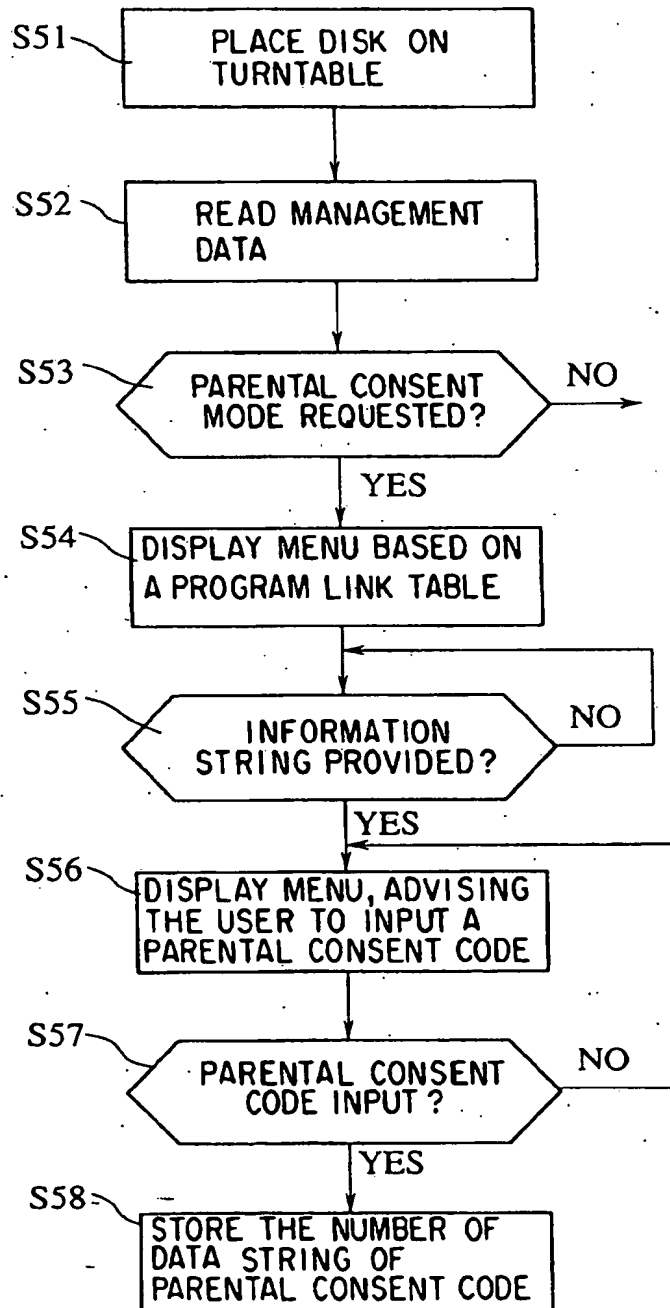 S51
PLACE DISK ON
TURNTABLE
S52
READ MANAGEMENT
DATA
S53
PARENTAL CONSENT
MODE REQUESTED?
NO
YES
S54
DISPLAY MENU BASED ON
A PROGRAM LINK TABLE
S55
INFORMATION
STRING PROVIDED?
NO
YES
S56
DISPLAY MENU, ADVISING
THE USER TO INPUT A
PARENTAL CONSENT CODE
S57
PARENTAL CONSENT
CODE INPUT?
NO
YES
S58
STORE THE NUMBER OF
DATA STRING OF
PARENTAL CONSENT CODE